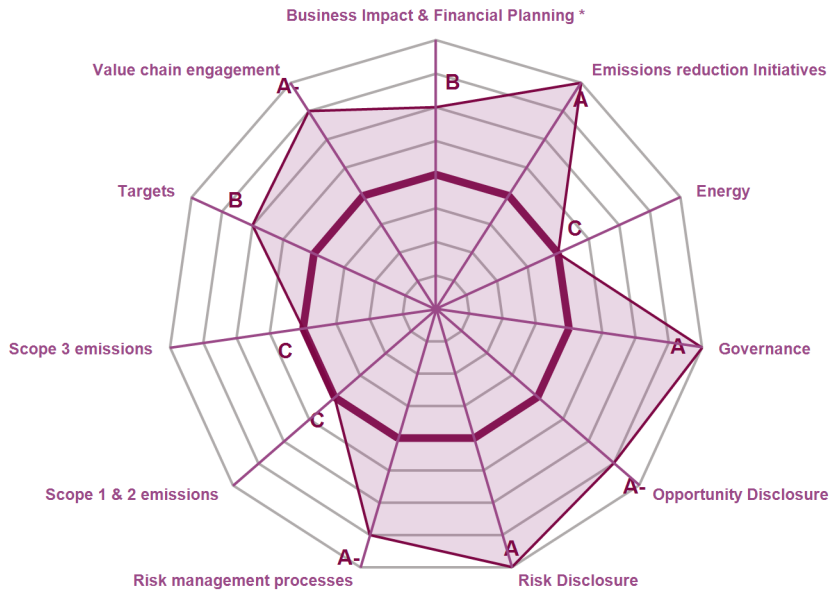 Business Impact & Financial Planning *
Value chain engagement
Emissions reduction Initiatives
A-
B
A
Targets
B
Energy
C
Scope 3 emissions
C
A
Governance
C
Scope 1 & 2 emissions
A-
Opportunity Disclosure
A-
A
Risk management processes
Risk Disclosure